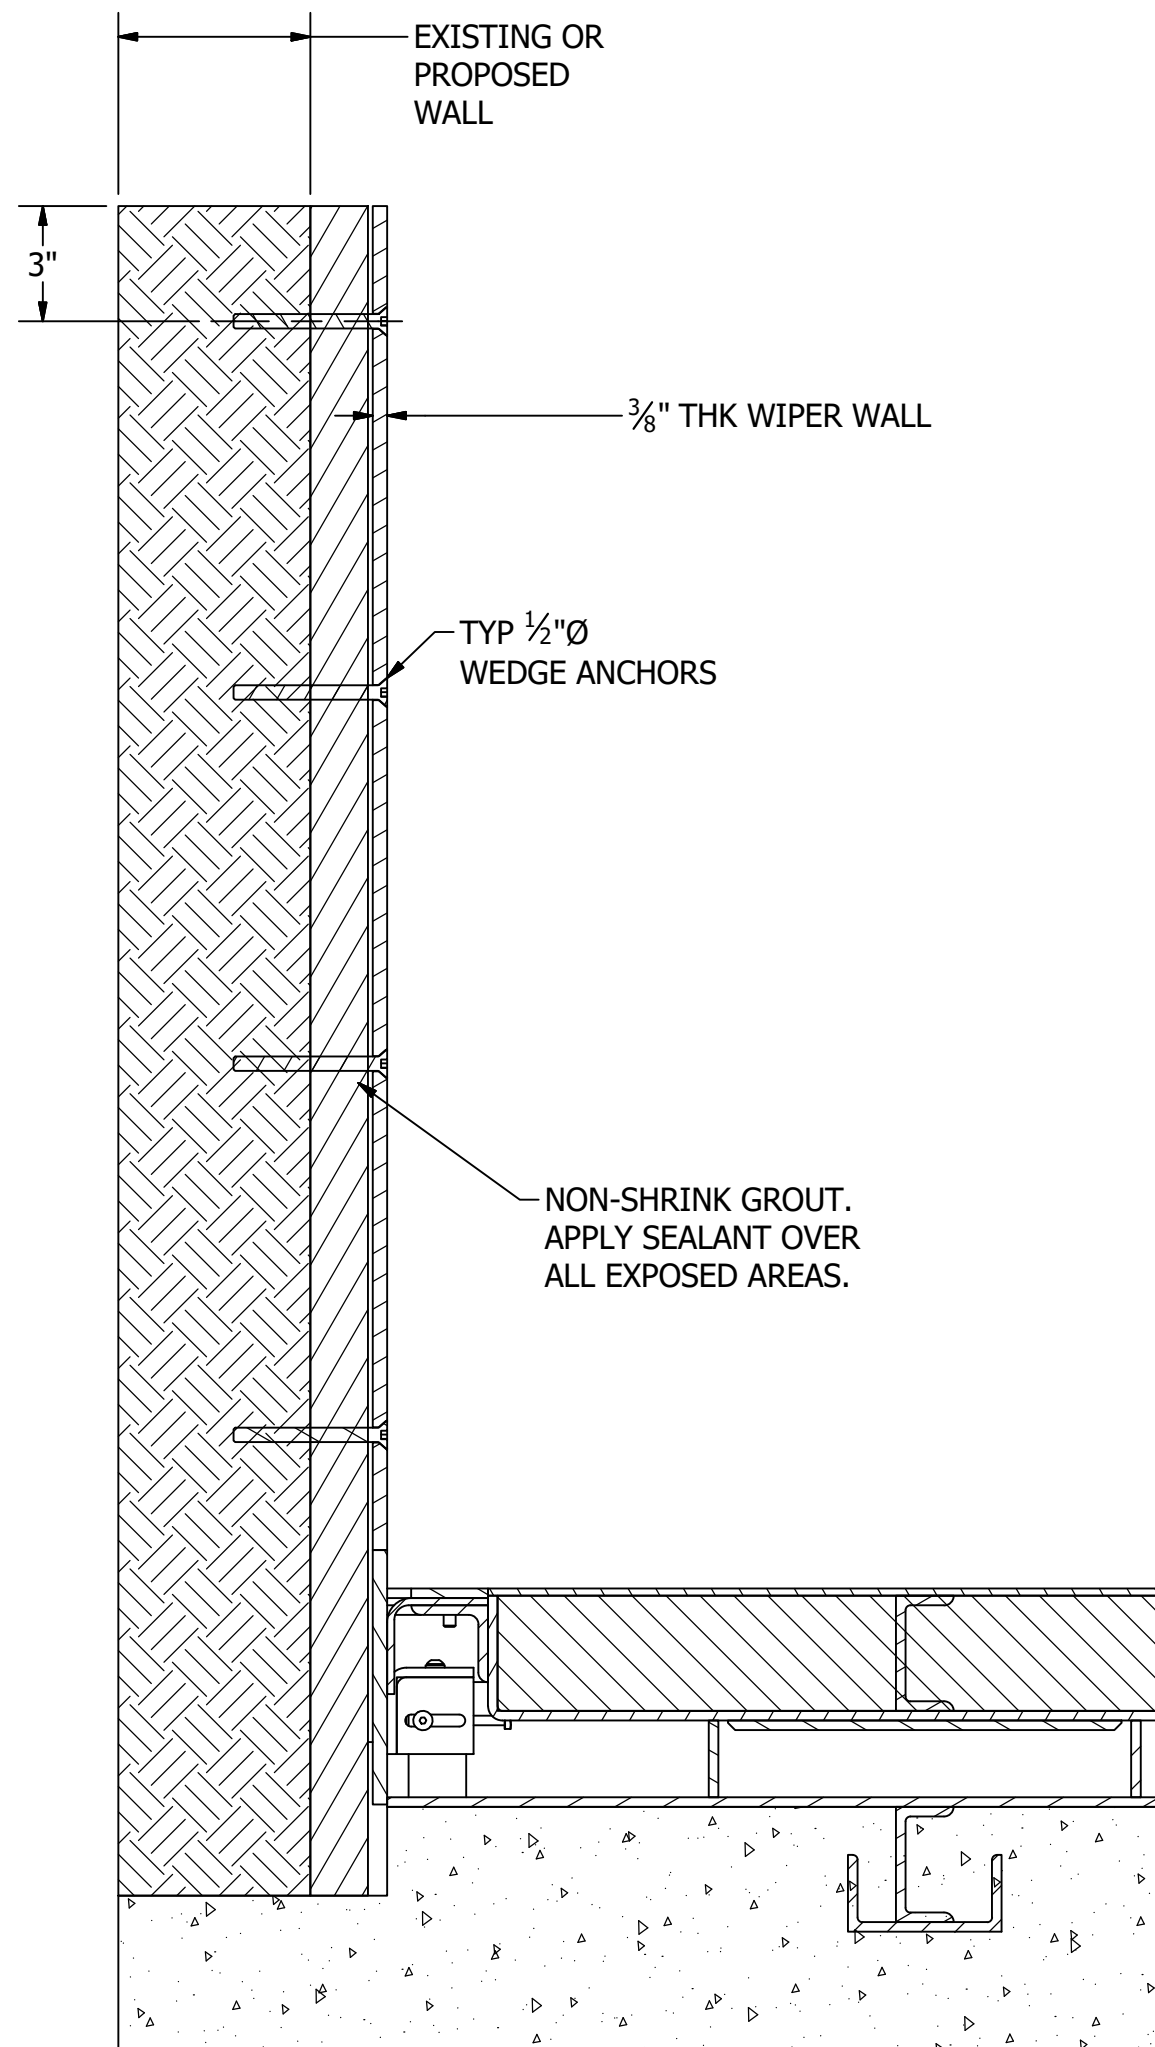 EXISTING OR
PROPOSED
WALL
3"
⅜" THK WIPER WALL
TYP ½"Ø
WEDGE ANCHORS
NON-SHRINK GROUT.
APPLY SEALANT OVER
ALL EXPOSED AREAS.